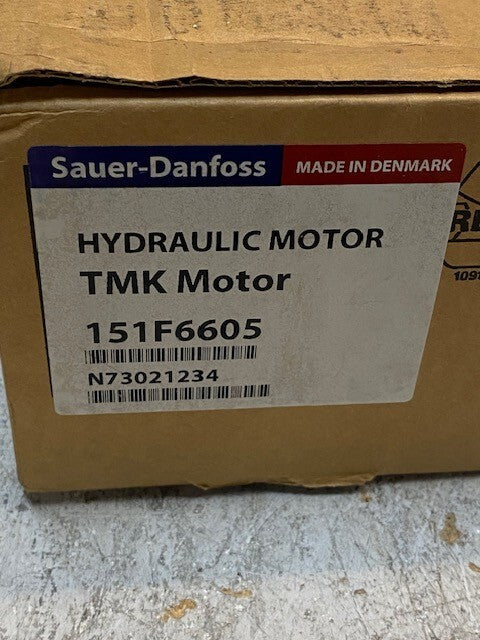 Sauer-Danfoss MADE IN DENMARK
HYDRAULIC MOTOR
TMK Motor
151F6605
N73021234